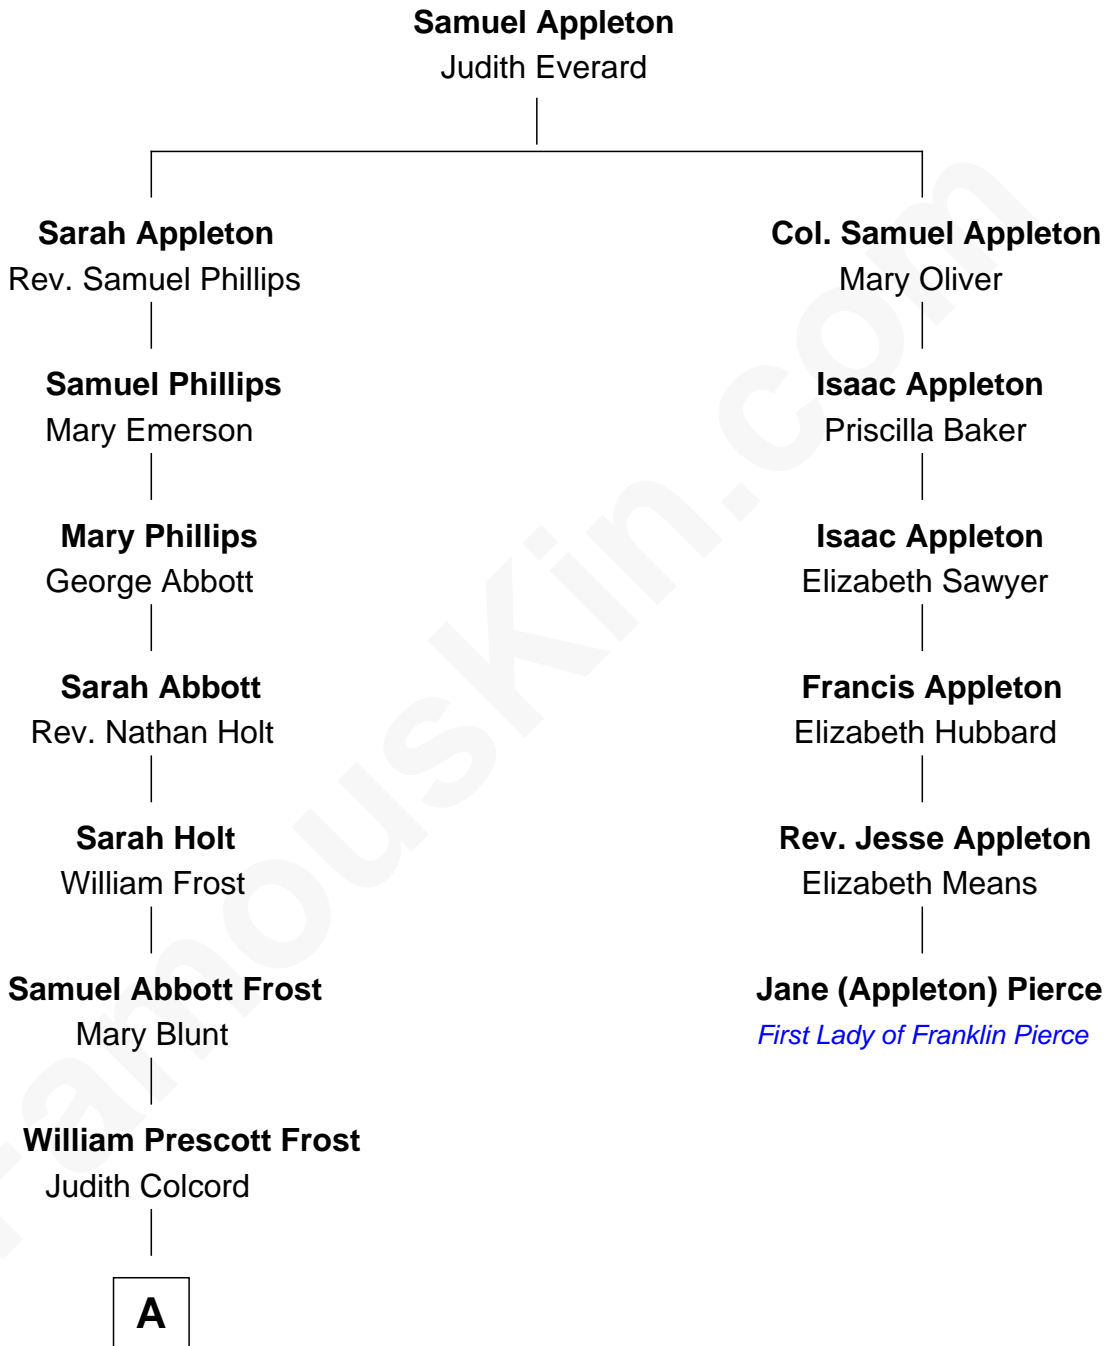 Samuel Appleton
Judith Everard
Sarah Appleton
Rev. Samuel Phillips
Samuel Phillips
Mary Emerson
Mary Phillips
George Abbott
Sarah Abbott
Rev. Nathan Holt
Sarah Holt
William Frost
Samuel Abbott Frost
Mary Blunt
William Prescott Frost
Judith Colcord
A
Col. Samuel Appleton
Mary Oliver
Isaac Appleton
Priscilla Baker
Isaac Appleton
Elizabeth Sawyer
Francis Appleton
Elizabeth Hubbard
Rev. Jesse Appleton
Elizabeth Means
Jane (Appleton) Pierce
First Lady of Franklin Pierce
FamousKin.com